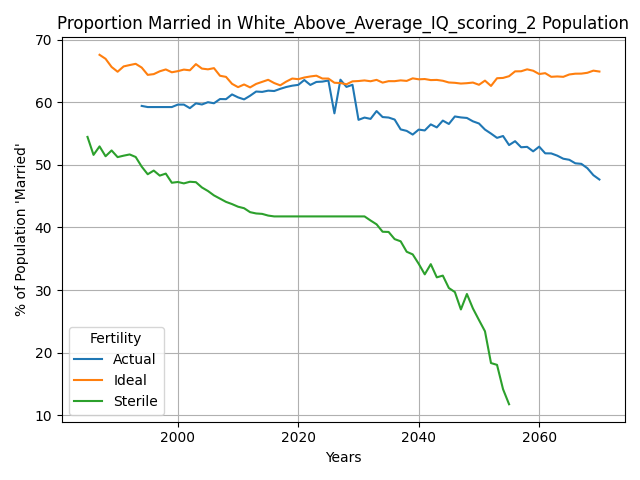 Proportion Married in White_Above_Average_IQ_scoring_2 Population
70
60
50
40
30
20
10
% of Population 'Married'
Fertility
Actual
Ideal
Sterile
2000 2020 2040 2060
Years